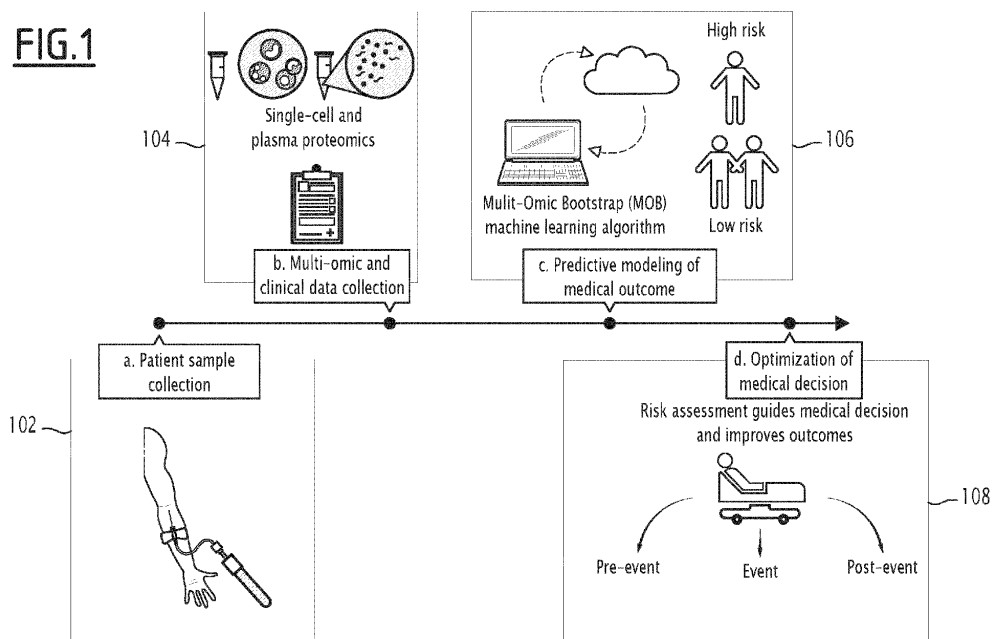 FIG.1
Single-cell and
plasma proteomics
104
b. Multi-omic and
clinical data collection
High risk
106
Mulit-Omic Bootstrap (MOB)
machine learning algorithm
Low risk
c. Predictive modeling of
medical outcome
a. Patient sample
collection
102
d. Optimization of
medical decision
Risk assessment guides medical decision
and improves outcomes
108
Pre-event
Event
Post-event